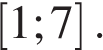 [1; 7] .